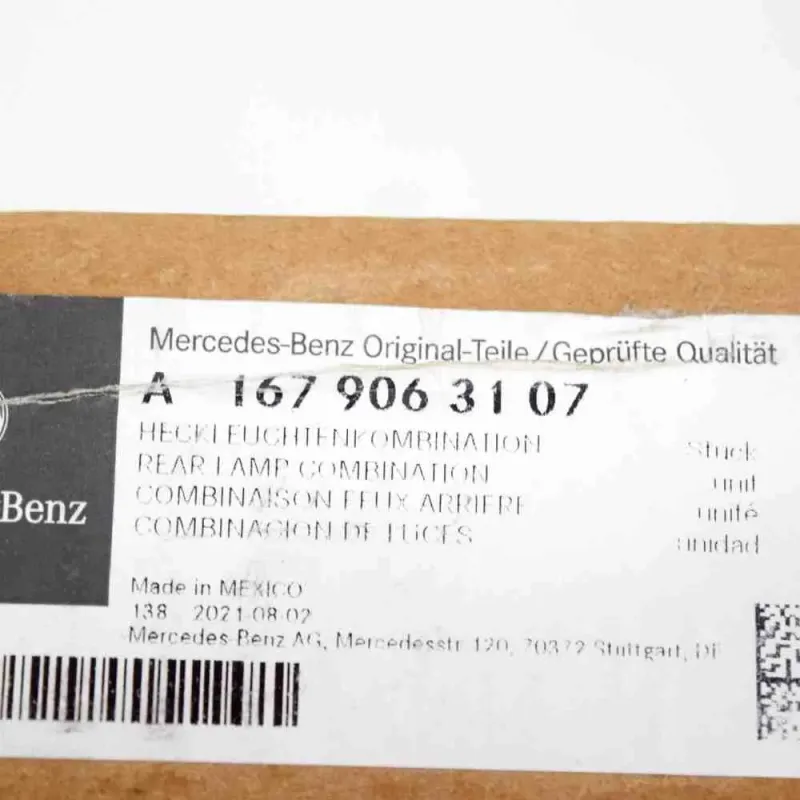 Mercedes-Benz Original-Teile/Geprüfte Qualität
A 167 906 31 07
HECKLEUCHTENKOMBINATION Stück
REAR LAMP COMBINATION unit
COMBINAISON FEUX ARRIERE unité
COMBINACION DE LUCES unidad
Benz
Made in MEXICO
138 2021-08-02
Mercedes-Benz AG, Mercedesstr. 120, 70372 Stuttgart, DE